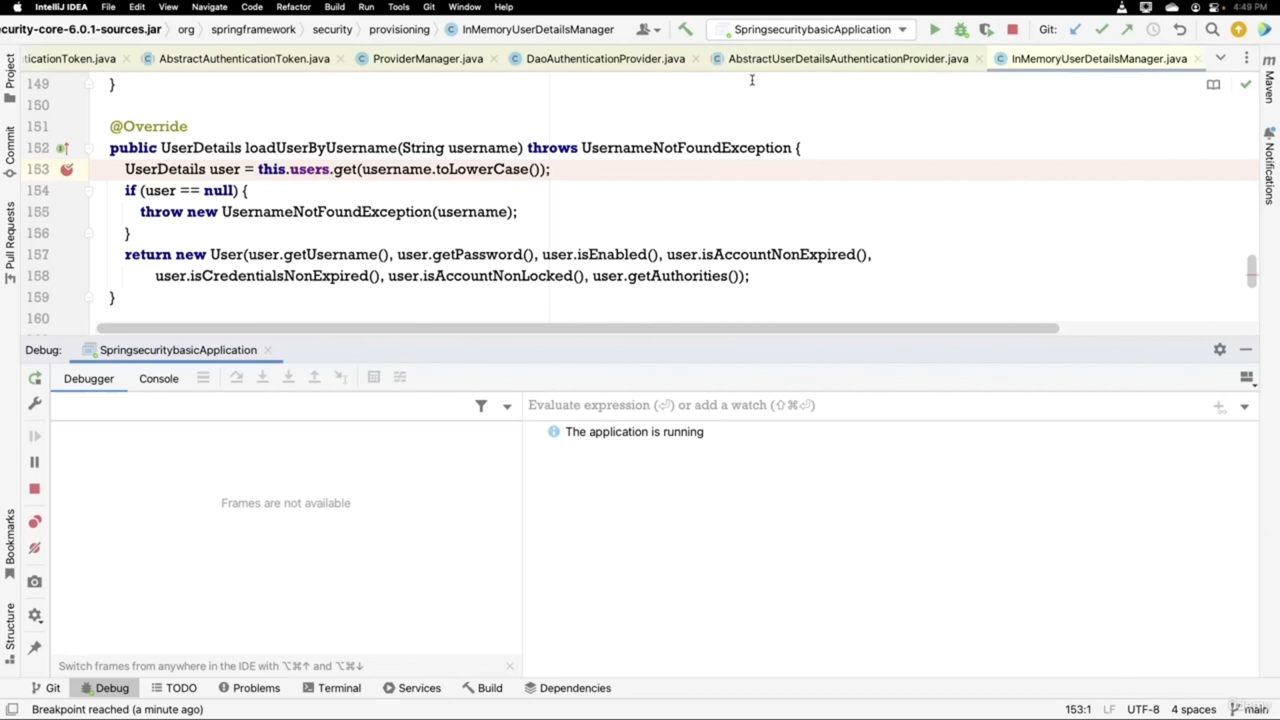 IntelliJ IDEA File Edit View Navigate Code Refactor Build Run Tools Git Window Help 4:49 PM
curity-core-6.0.1-sources.jar org springframework security provisioning InMemoryUserDetailsManager SpringsecuritybasicApplication Git:
ticationToken.java AbstractAuthenticationToken.java ProviderManager.java DaoAuthenticationProvider.java AbstractUserDetailsAuthenticationProvider.java InMemoryUserDetailsManager.java
Project
Commit
Pull Requests
Bookmarks
Structure
Maven
Notifications
149 }
150
151 @Override
152 public UserDetails loadUserByUsername(String username) throws UsernameNotFoundException {
153 UserDetails user = this.users.get(username.toLowerCase());
154 if (user == null) {
155 throw new UsernameNotFoundException(username);
156 }
157 return new User(user.getUsername(), user.getPassword(), user.isEnabled(), user.isAccountNonExpired(),
158 user.isCredentialsNonExpired(), user.isAccountNonLocked(), user.getAuthorities());
159 }
160
Debug: SpringsecuritybasicApplication
Debugger Console
Evaluate expression (⏎) or add a watch (⇧⌘⏎)
The application is running
Frames are not available
Switch frames from anywhere in the IDE with ⌥⌘↑ and ⌥⌘↓
Git Debug TODO Problems Terminal Services Build Dependencies
Breakpoint reached (a minute ago) 153:1 LF UTF-8 4 spaces main